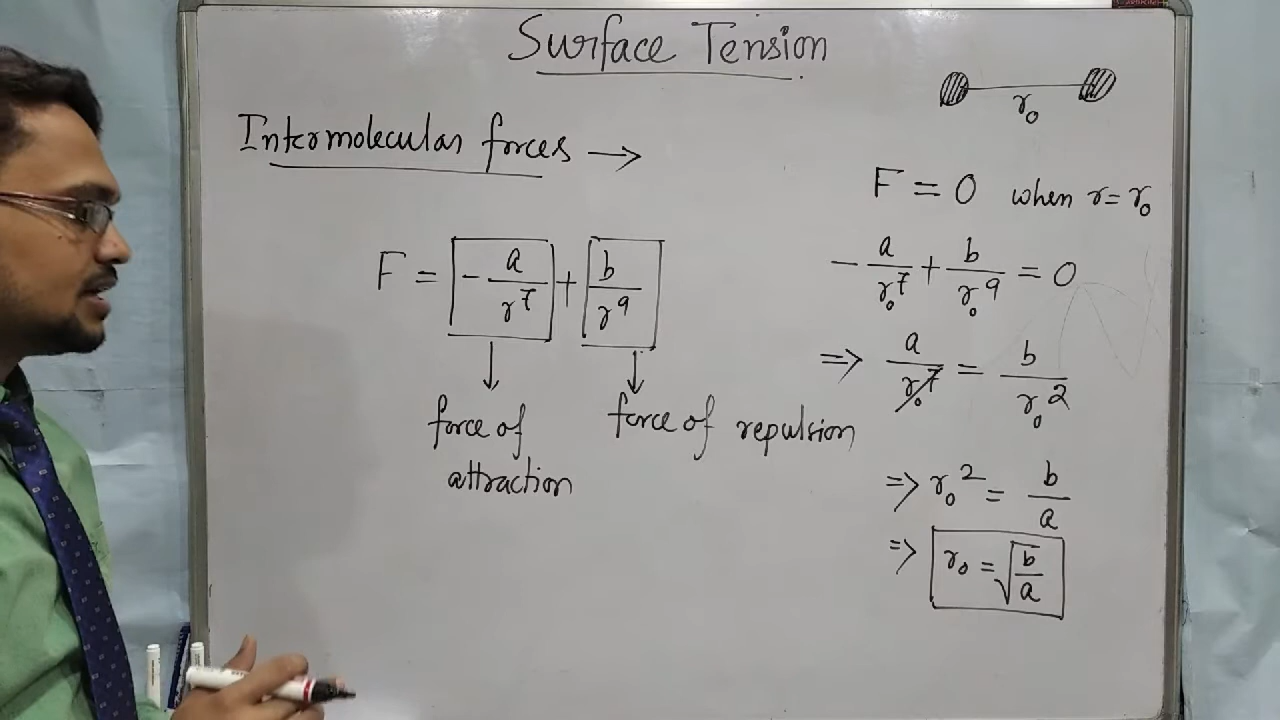 Surface Tension
Intermolecular forces →
F = - a/r⁷ + b/r⁹
force of attraction
force of repulsion
r₀
F = 0 when r = r₀
- a/r₀⁷ + b/r₀⁹ = 0
⇒ a/r₀⁷ = b/r₀²
⇒ r₀² = b/a
⇒ r₀ = √(b/a)